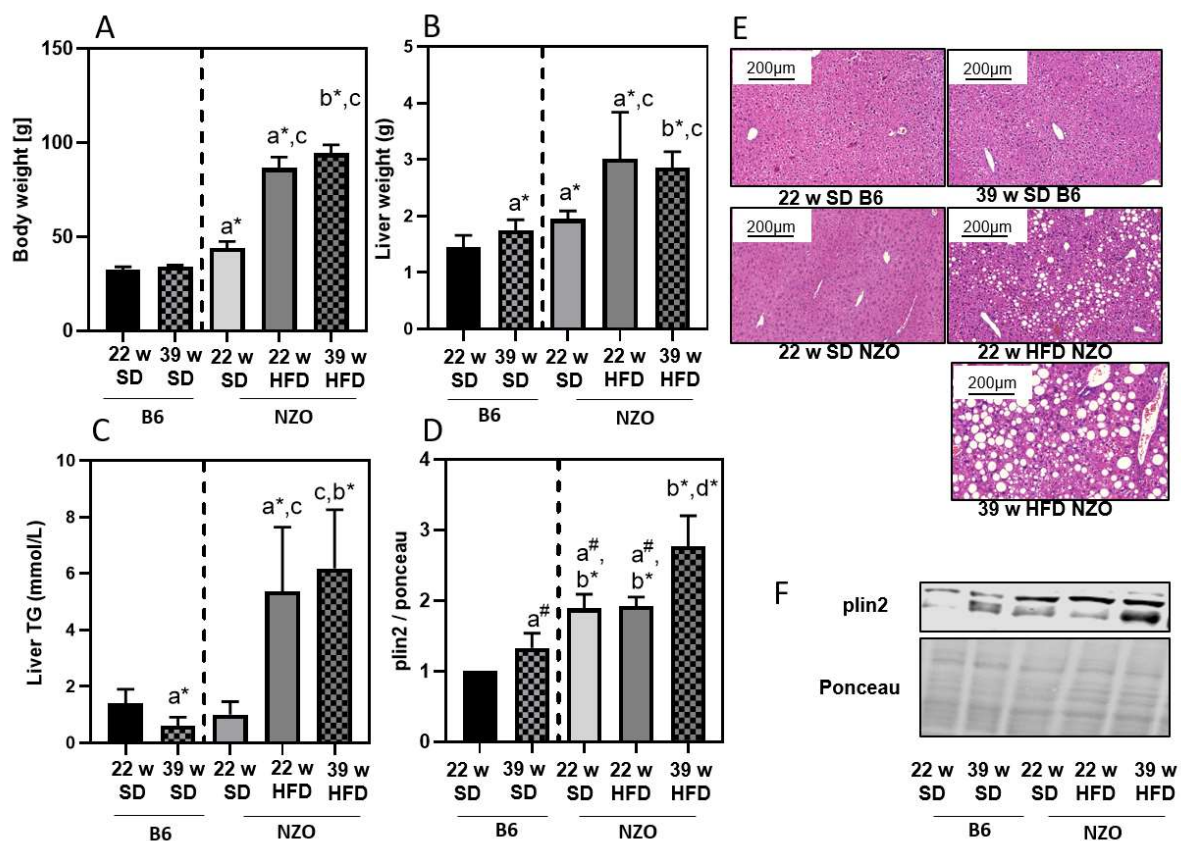 A
Body weight [g]
150
100
50
0
a*
a*,c
b*,c
22 w SD
39 w SD
22 w SD
22 w HFD
39 w HFD
B6
NZO
B
Liver weight (g)
5
4
3
2
1
0
a*
a*
a*,c
b*,c
22 w SD
39 w SD
22 w SD
22 w HFD
39 w HFD
B6
NZO
E
200µm
200µm
22 w SD B6
39 w SD B6
200µm
200µm
22 w SD NZO
22 w HFD NZO
200µm
39 w HFD NZO
C
Liver TG (mmol/L)
10
8
6
4
2
0
a*
a*,c
c,b*
22 w SD
39 w SD
22 w SD
22 w HFD
39 w HFD
B6
NZO
D
plin2 / ponceau
4
3
2
1
0
a#
a#,
b*
a#,
b*
b*,d*
22 w SD
39 w SD
22 w SD
22 w HFD
39 w HFD
B6
NZO
F
plin2
Ponceau
22 w SD
39 w SD
22 w SD
22 w HFD
39 w HFD
B6
NZO